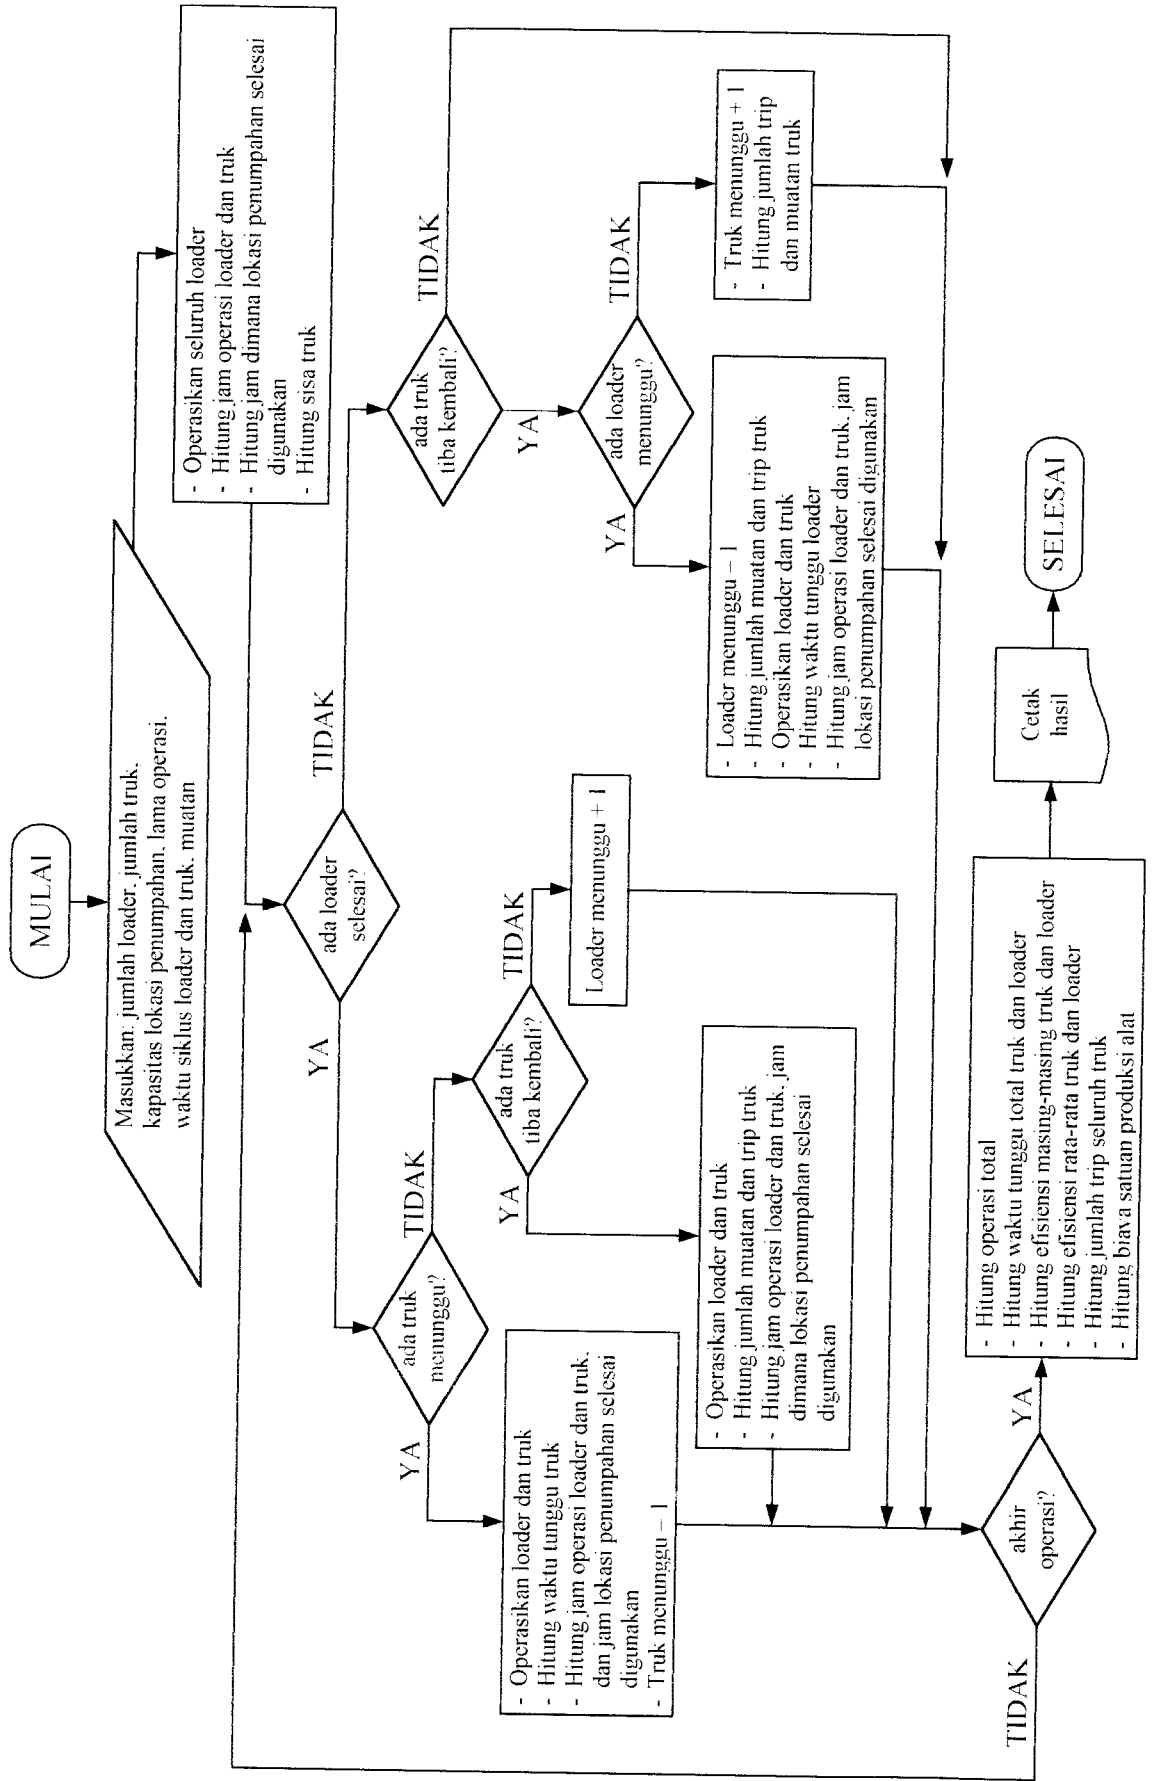 MULAI
Masukkan: jumlah loader, jumlah truk,
kapasitas lokasi penumpahan, lama operasi,
waktu siklus loader dan truk, muatan
- Operasikan seluruh loader
- Hitung jam operasi loader dan truk
- Hitung jam dimana lokasi penumpahan selesai
digunakan
- Hitung sisa truk
ada loader
selesai?
YA
TIDAK
ada truk
menunggu?
YA
TIDAK
ada truk
tiba kembali?
TIDAK
YA
- Operasikan loader dan truk
- Hitung waktu tunggu truk
- Hitung jam operasi loader dan truk,
dan jam lokasi penumpahan selesai
digunakan
- Truk menunggu – 1
ada truk
tiba kembali?
YA
TIDAK
Loader menunggu + 1
ada loader
menunggu?
YA
TIDAK
- Operasikan loader dan truk
- Hitung jumlah muatan dan trip truk
- Hitung jam operasi loader dan truk, jam
dimana lokasi penumpahan selesai
digunakan
- Loader menunggu – 1
- Hitung jumlah muatan dan trip truk
- Operasikan loader dan truk
- Hitung waktu tunggu loader
- Hitung jam operasi loader dan truk, jam
lokasi penumpahan selesai digunakan
- Truk menunggu + 1
- Hitung jumlah trip
dan muatan truk
akhir
operasi?
TIDAK
YA
- Hitung operasi total
- Hitung waktu tunggu total truk dan loader
- Hitung efisiensi masing-masing truk dan loader
- Hitung efisiensi rata-rata truk dan loader
- Hitung jumlah trip seluruh truk
- Hitung biaya satuan produksi alat
Cetak
hasil
SELESAI